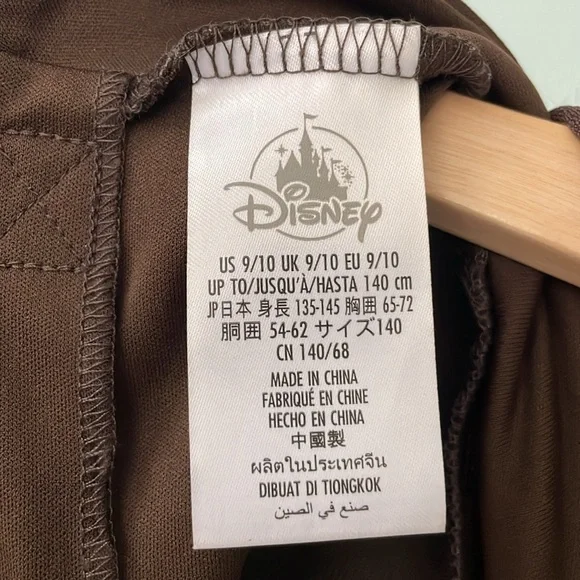 Disney
US 9/10 UK 9/10 EU 9/10
UP TO/JUSQU'À/HASTA 140 cm
JP日本 身長 135-145 胸囲 65-72
胴囲 54-62 サイズ140
CN 140/68
MADE IN CHINA
FABRIQUÉ EN CHINE
HECHO EN CHINA
中國製
ผลิตในประเทศจีน
DIBUAT DI TIONGKOK
صنع في الصين